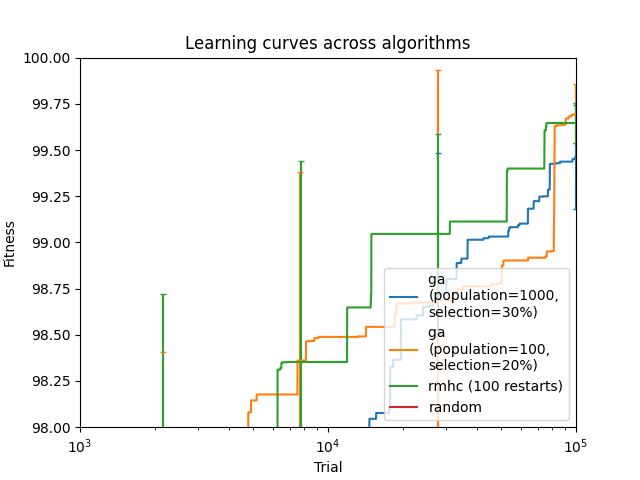 Learning curves across algorithms
Fitness
100.00
99.75
99.50
99.25
99.00
98.75
98.50
98.25
98.00
10³
10⁴
10⁵
Trial
ga
(population=1000,
selection=30%)
ga
(population=100,
selection=20%)
rmhc (100 restarts)
random